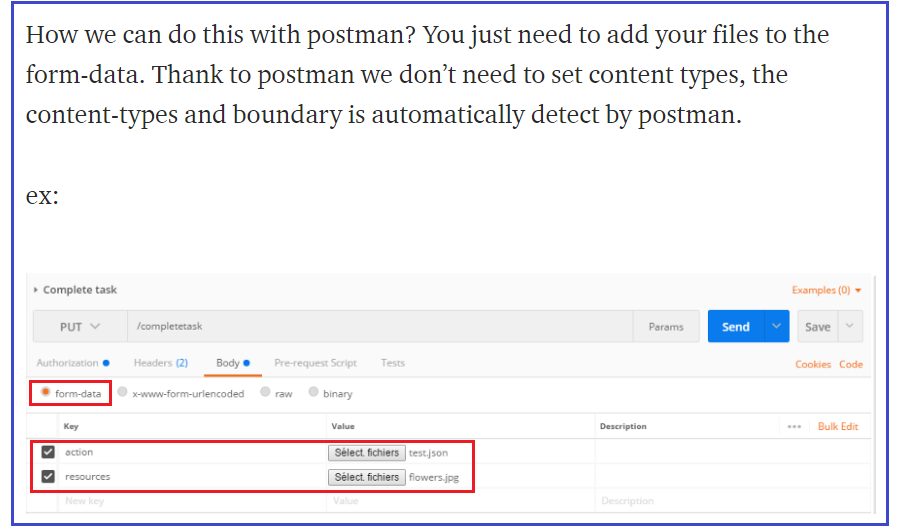 How we can do this with postman? You just need to add your files to the
form-data. Thank to postman we don’t need to set content types, the
content-types and boundary is automatically detect by postman.
ex:
Complete task Examples (0)
PUT /completetask Params Send Save
Authorization Headers (2) Body Pre-request Script Tests Cookies Code
form-data x-www-form-urlencoded raw binary
Key Value Description ••• Bulk Edit
action Sélect. fichiers test.json
resources Sélect. fichiers flowers.jpg
New key Value Description